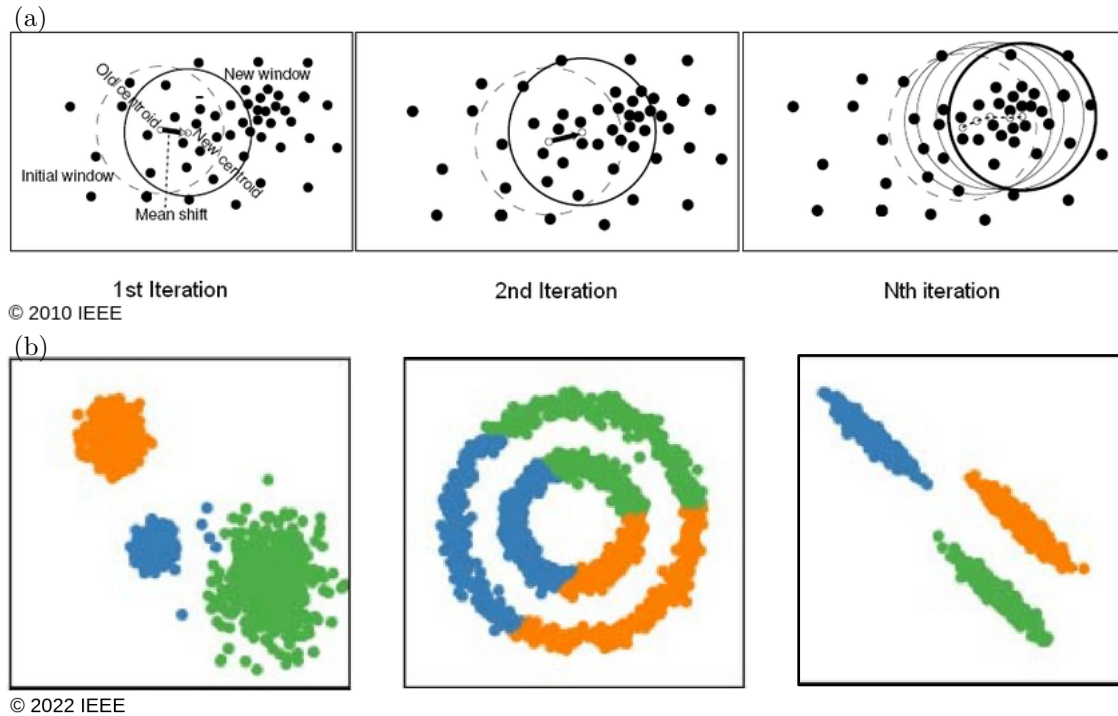 (a)
Old centroid
New window
New centroid
Initial window
Mean shift
1st Iteration
2nd Iteration
Nth iteration
© 2010 IEEE
(b)
© 2022 IEEE